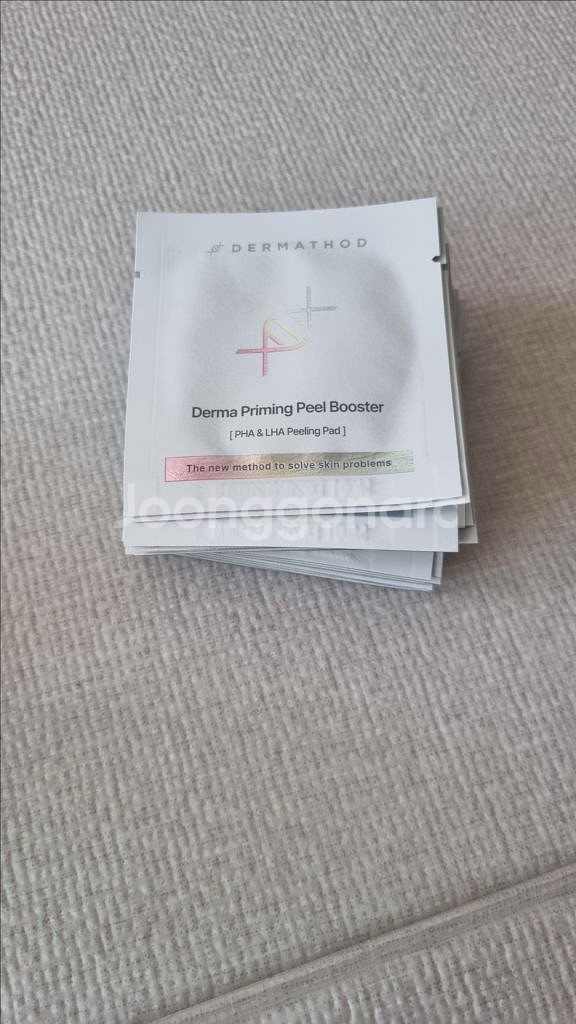 DERMATHOD
Derma Priming Peel Booster
[ PHA & LHA Peeling Pad ]
The new method to solve skin problems
Joonggonara